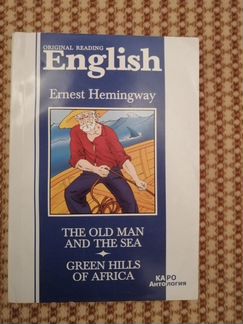 ORIGINAL READING
English
Ernest Hemingway
THE OLD MAN
AND THE SEA
GREEN HILLS
OF AFRICA
КАРО
Антология